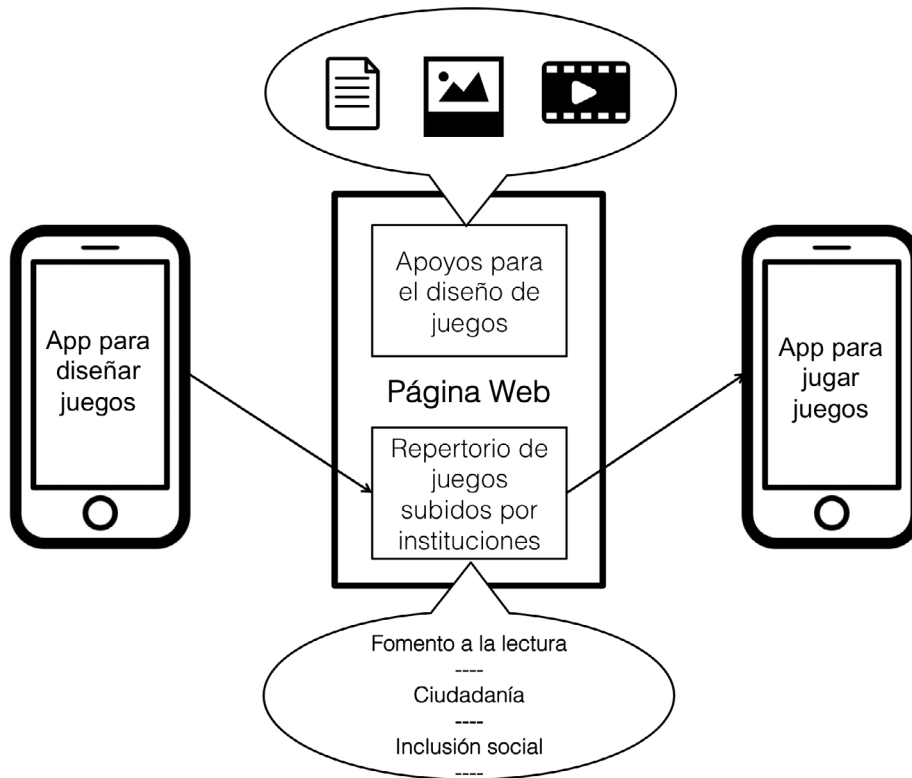 Apoyos para
el diseño de
juegos
App para
diseñar
juegos
Página Web
App para
jugar
juegos
Repertorio de
juegos
subidos por
instituciones
Fomento a la lectura
----
Ciudadanía
----
Inclusión social
----